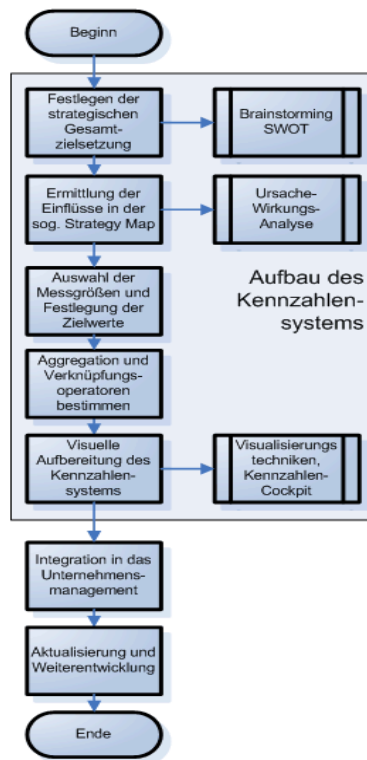 Beginn
Festlegen der
strategischen
Gesamt-
zielsetzung
Brainstorming
SWOT
Ermittlung der
Einflüsse in der
sog. Strategy Map
Ursache-
Wirkungs-
Analyse
Auswahl der
Messgrößen und
Festlegung der
Zielwerte
Aufbau des
Kennzahlen-
systems
Aggregation und
Verknüpfungs-
operatoren
bestimmen
Visuelle
Aufbereitung des
Kennzahlen-
systems
Visualisierungs
techniken,
Kennzahlen-
Cockpit
Integration in das
Unternehmens-
management
Aktualisierung und
Weiterentwicklung
Ende